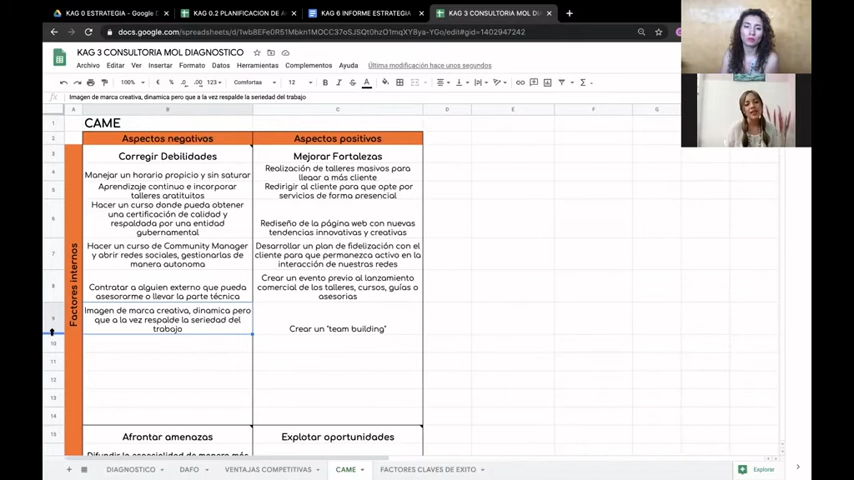 KAG 0 ESTRATEGIA - Google D
KAG 0.2 PLANIFICACION DE A
KAG 6 INFORME ESTRATEGIA
KAG 3 CONSULTORIA MOL DIAG
docs.google.com/spreadsheets/d/1wb8EFe0R51Mbkn1MOCC37oSJSt0hzO1mqXY8ya-YGo/edit#gid=1402947242
KAG 3 CONSULTORIA MOL DIAGNOSTICO
Archivo Editar Ver Insertar Formato Datos Herramientas Complementos Ayuda Última modificación hace unos segundos
100% € % .0 .00 123 Comfortaa 12 B I S A
fx Imagen de marca creativa, dinamica pero que a la vez respalde la seriedad del trabajo
A B C D E F G
1 CAME
2 Aspectos negativos Aspectos positivos
3 Corregir Debilidades Mejorar Fortalezas
4 Manejar un horario propicio y sin saturar
Realización de talleres masivos para
llegar a más cliente
5 Aprendizaje continuo e incorporar
talleres gratituitos
Redirigir al cliente para que opte por
servicios de forma presencial
6 Hacer un curso donde pueda obtener
una certificación de calidad y
respaldada por una entidad
gubernamental
Rediseño de la página web con nuevas
tendencias innovativas y creativas
7 Hacer un curso de Community Manager
y abrir redes sociales, gestionarlas de
manera autonoma
Desarrollar un plan de fidelización con el
cliente para que permanezca activo en la
interacción de nuestras redes
8 Contratar a alguien externo que pueda
asesorarme o llevar la parte técnica
Crear un evento previo al lanzamiento
comercial de los talleres, cursos, guías o
asesorias
9 Imagen de marca creativa, dinamica pero
que a la vez respalde la seriedad del
trabajo
Crear un "team building"
Factores internos
10
11
12
13
14
15 Afrontar amenazas Explotar oportunidades
DIAGNOSTICO DAFO VENTAJAS COMPETITIVAS CAME FACTORES CLAVES DE EXITO Explorar